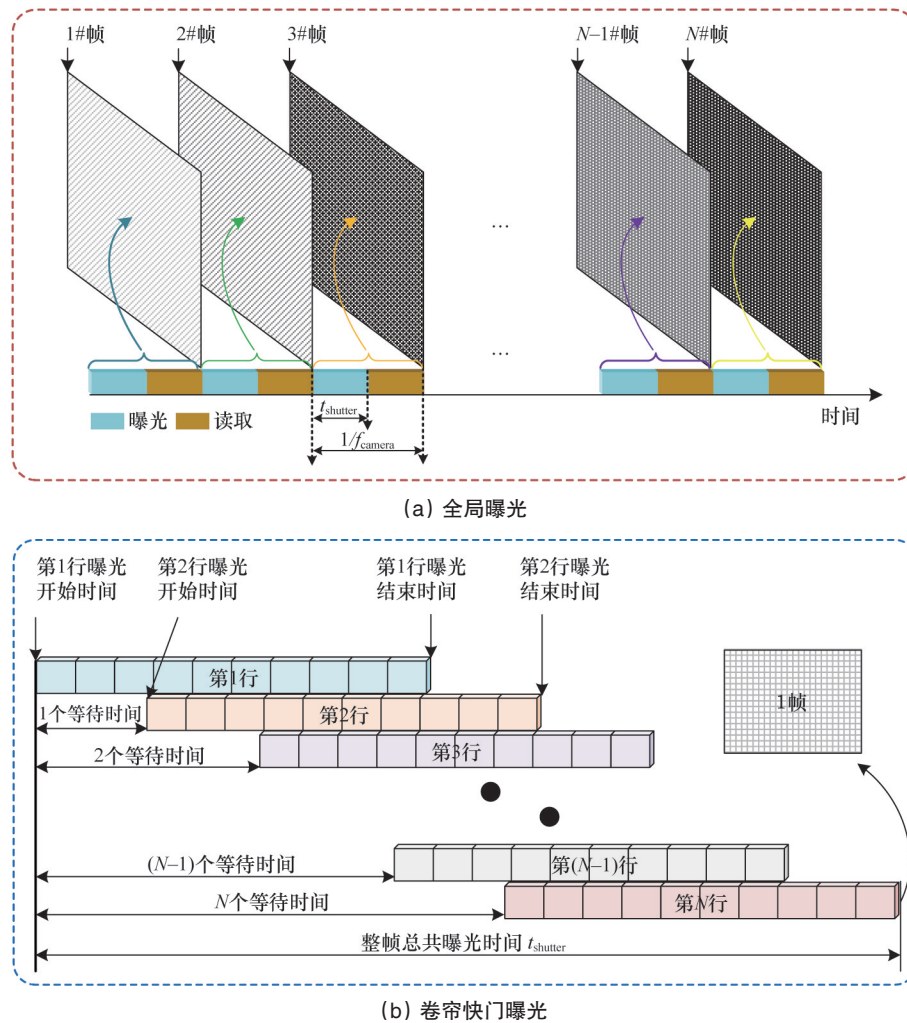 1#帧
2#帧
3#帧
N–1#帧
N#帧
…
…
曝光
读取
t_shutter
1/f_camera
时间
(a) 全局曝光
第1行曝光
开始时间
第2行曝光
开始时间
第1行曝光
结束时间
第2行曝光
结束时间
第1行
1个等待时间
第2行
2个等待时间
第3行
1帧
(N–1)个等待时间
第(N–1)行
N个等待时间
第N行
整帧总共曝光时间 t_shutter
(b) 卷帘快门曝光